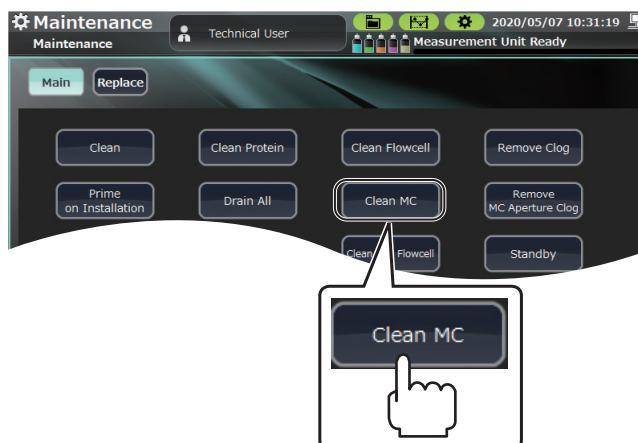 Maintenance
2020/05/07 10:31:19
Maintenance
Technical User
Measurement Unit Ready
Main
Replace
Clean
Clean Protein
Clean Flowcell
Remove Clog
Prime
on Installation
Drain All
Clean MC
Remove
MC Aperture Clog
Clean
Flowcell
Standby
Clean MC